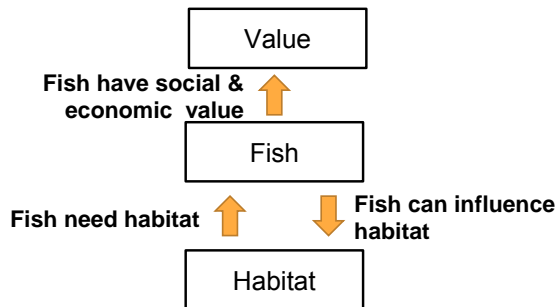 Value
Fish have social &
economic value
Fish
Fish need habitat
Fish can influence
habitat
Habitat